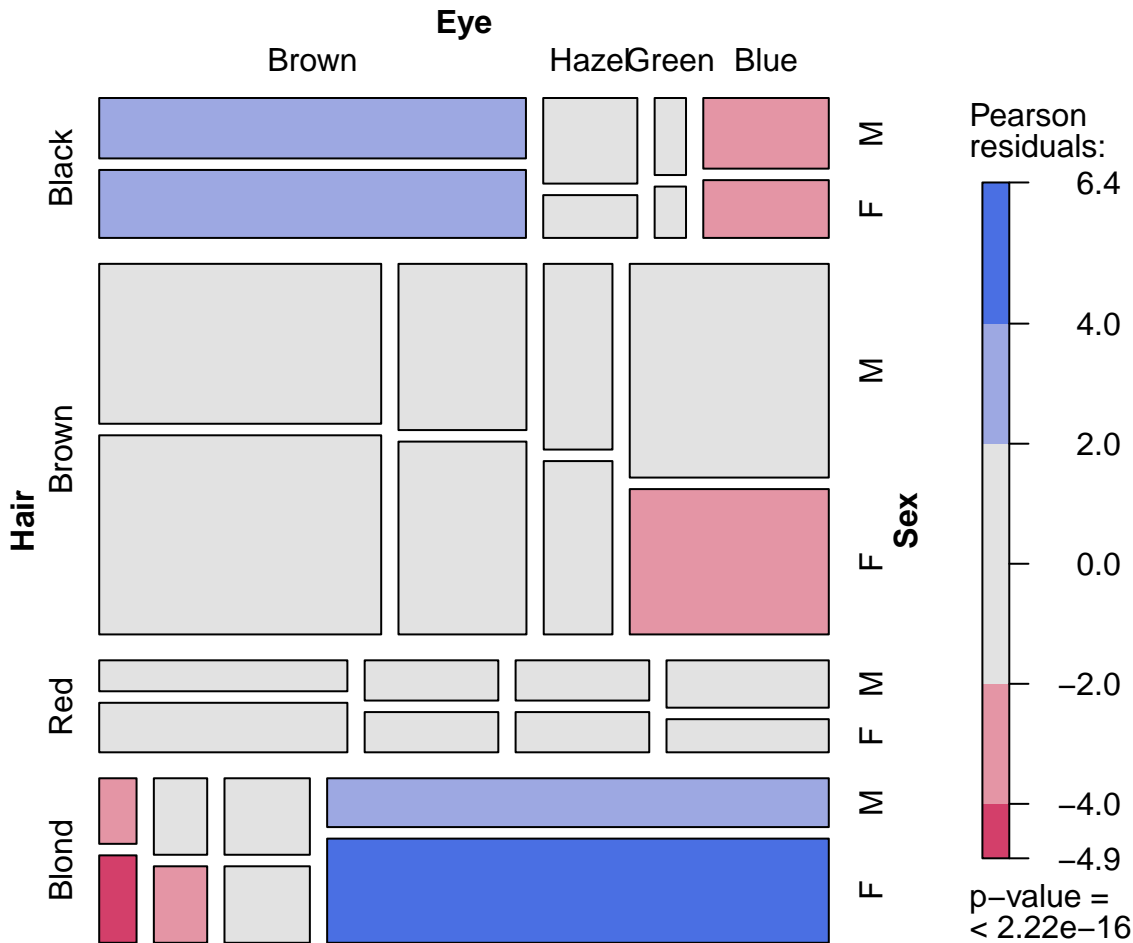 Eye
Brown Hazel Green Blue
Hair
Black
Brown
Red
Blond
M
F
M
F
M
F
M
F
Sex
Pearson
residuals:
6.4
4.0
2.0
0.0
−2.0
−4.0
−4.9
p−value =
< 2.22e−16